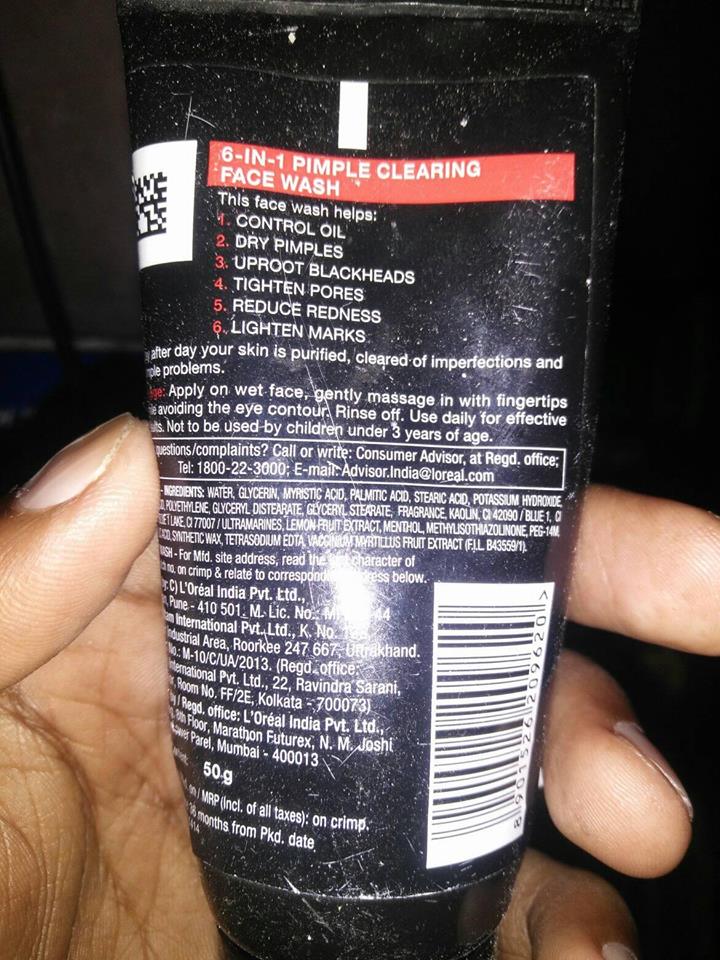 6-IN-1 PIMPLE CLEARING
FACE WASH
This face wash helps:
1. CONTROL OIL
2. DRY PIMPLES
3. UPROOT BLACKHEADS
4. TIGHTEN PORES
5. REDUCE REDNESS
6. LIGHTEN MARKS
after day your skin is purified, cleared of imperfections and
problems.
Apply on wet face, gently massage in with fingertips
avoiding the eye contour. Rinse off. Use daily for effective
Not to be used by children under 3 years of age.
questions/complaints? Call or write: Consumer Advisor, at Regd. office;
Tel: 1800-22-3000; E-mail: Advisor.India@loreal.com
INGREDIENTS: WATER, GLYCERIN, MYRISTIC ACID, PALMITIC ACID, STEARIC ACID, POTASSIUM HYDROXIDE,
POLYETHYLENE, GLYCERYL DISTEARATE, GLYCERYL STEARATE, FRAGRANCE, KAOLIN, CI 42090 / BLUE 1, CI
LAKE, CI 77007 / ULTRAMARINES, LEMON FRUIT EXTRACT, MENTHOL, METHYLISOTHIAZOLINONE, PEG-14M,
ACID, SYNTHETIC WAX, TETRASODIUM EDTA, VACCINIUM MYRTILLUS FRUIT EXTRACT (F.I.L. B43559/1).
- For Mfd. site address, read the character of
no. on crimp & relate to below.
C) L'Oréal India Pvt. Ltd.,
Pune - 410 501. M. Lic. No.:
International Pvt. Ltd., K. No.
Industrial Area, Roorkee 247 667, Uttrakhand.
No.: M-10/C/UA/2013. (Regd. office:
International Pvt. Ltd., 22, Ravindra Sarani,
Room No. FF/2E, Kolkata - 700073)
/ Regd. office: L'Oréal India Pvt. Ltd.,
8th Floor, Marathon Futurex, N. M. Joshi
Lower Parel, Mumbai - 400013
50 g
on / MRP (Incl. of all taxes): on crimp.
36 months from Pkd. date
8 901526 209620 >